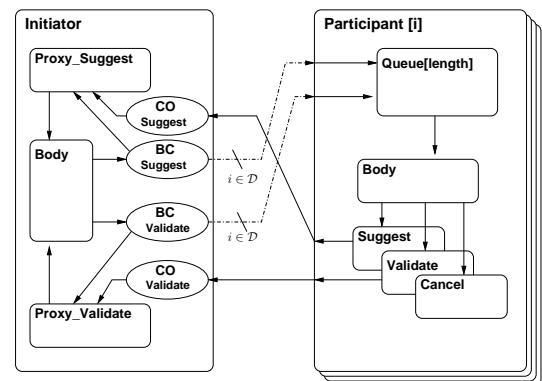 Initiator
Participant [i]
Proxy_Suggest
Queue[length]
CO
Suggest
Body
BC
Suggest
i ∈ 𝒟
Body
BC
Validate
i ∈ 𝒟
Suggest
Validate
CO
Validate
Cancel
Proxy_Validate